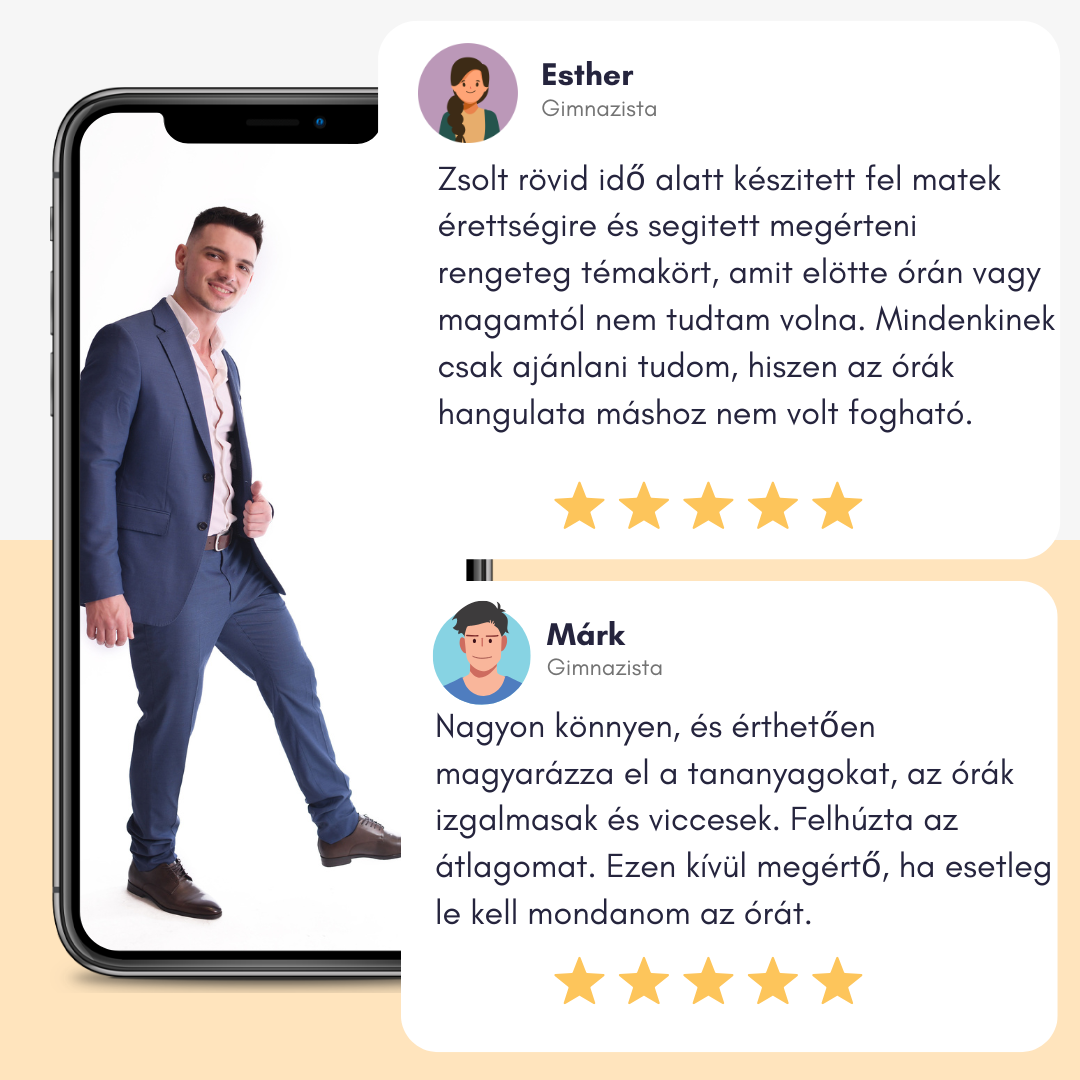 Esther
Gimnazista
Zsolt rövid idő alatt készitett fel matek
érettségire és segitett megérteni
rengeteg témakört, amit elötte órán vagy
magamtól nem tudtam volna. Mindenkinek
csak ajánlani tudom, hiszen az órák
hangulata máshoz nem volt fogható.
Márk
Gimnazista
Nagyon könnyen, és érthetően
magyarázza el a tananyagokat, az órák
izgalmasak és viccesek. Felhúzta az
átlagomat. Ezen kívül megértő, ha esetleg
le kell mondanom az órát.